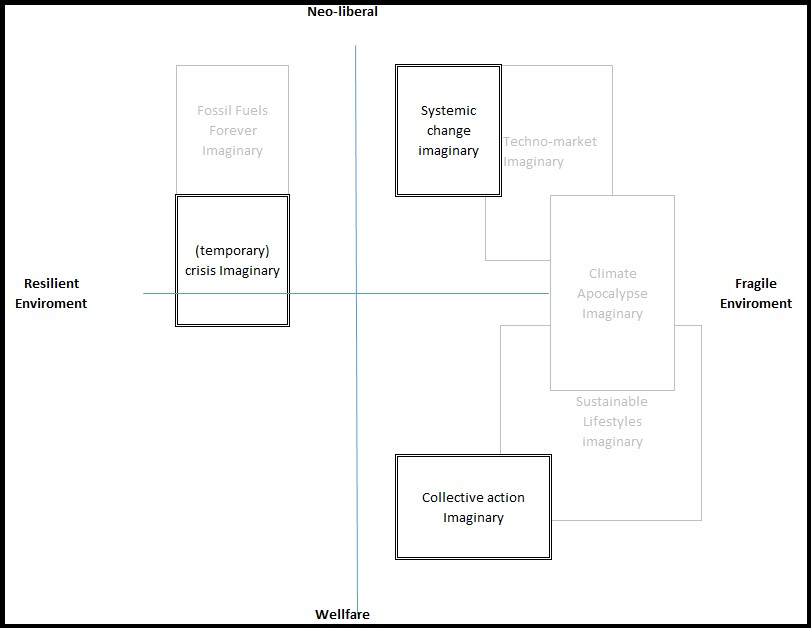 Neo-liberal
Fossil Fuels
Forever
Imaginary
Systemic
change
imaginary
Techno-market
Imaginary
(temporary)
crisis Imaginary
Resilient
Enviroment
Climate
Apocalypse
Imaginary
Fragile
Enviroment
Sustainable
Lifestyles
imaginary
Collective action
Imaginary
Wellfare